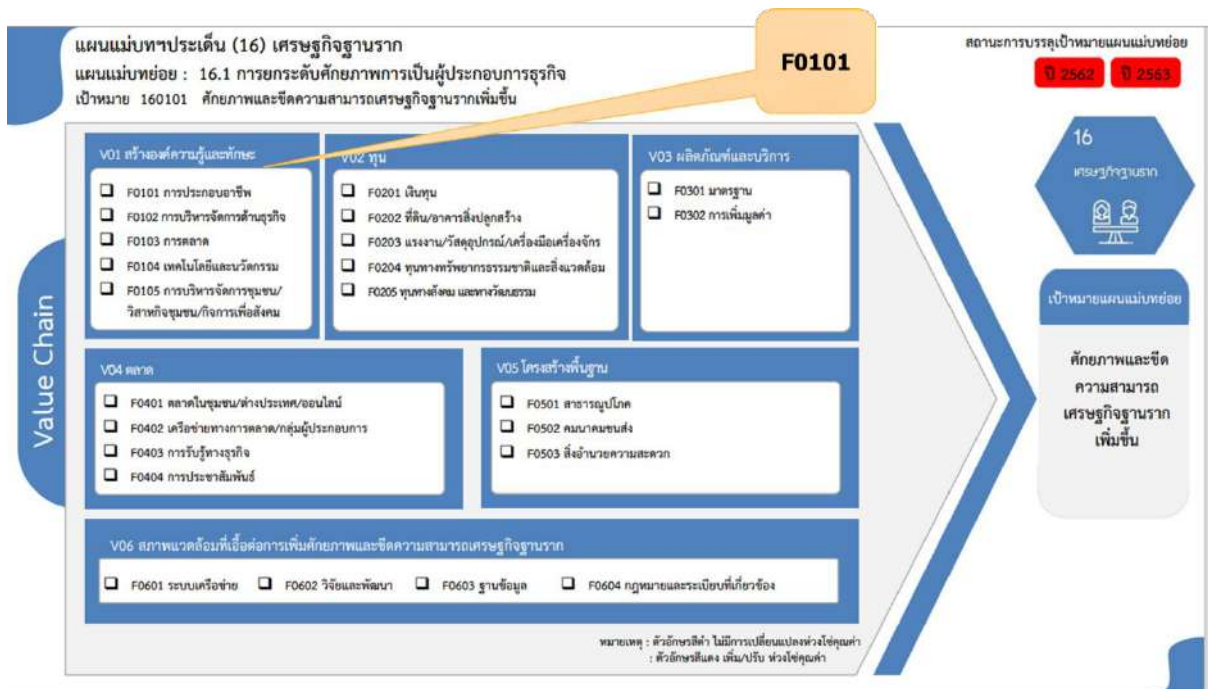 แผนแม่บทฯประเด็น (16) เศรษฐกิจฐานราก
แผนแม่บทย่อย : 16.1 การยกระดับศักยภาพการเป็นผู้ประกอบการธุรกิจ
เป้าหมาย 160101 ศักยภาพและขีดความสามารถเศรษฐกิจฐานรากเพิ่มขึ้น
F0101
สถานะการบรรลุเป้าหมายแผนแม่บทย่อย
ปี 2562 ปี 2563
Value Chain
V01 สร้างองค์ความรู้และทักษะ
F0101 การประกอบอาชีพ
F0102 การบริหารจัดการด้านธุรกิจ
F0103 การตลาด
F0104 เทคโนโลยีและนวัตกรรม
F0105 การบริหารจัดการชุมชน/
วิสาหกิจชุมชน/กิจการเพื่อสังคม
V02 ทุน
F0201 เงินทุน
F0202 ที่ดิน/อาคารสิ่งปลูกสร้าง
F0203 แรงงาน/วัสดุอุปกรณ์/เครื่องมือเครื่องจักร
F0204 ทุนทางทรัพยากรธรรมชาติและสิ่งแวดล้อม
F0205 ทุนทางสังคม และทางวัฒนธรรม
V03 ผลิตภัณฑ์และบริการ
F0301 มาตรฐาน
F0302 การเพิ่มมูลค่า
V04 ตลาด
F0401 ตลาดในชุมชน/ต่างประเทศ/ออนไลน์
F0402 เครือข่ายทางการตลาด/กลุ่มผู้ประกอบการ
F0403 การรับรู้ทางธุรกิจ
F0404 การประชาสัมพันธ์
V05 โครงสร้างพื้นฐาน
F0501 สาธารณูปโภค
F0502 คมนาคมขนส่ง
F0503 สิ่งอำนวยความสะดวก
V06 สภาพแวดล้อมที่เอื้อต่อการเพิ่มศักยภาพและขีดความสามารถเศรษฐกิจฐานราก
F0601 ระบบเครือข่าย F0602 วิจัยและพัฒนา F0603 ฐานข้อมูล F0604 กฎหมายและระเบียบที่เกี่ยวข้อง
หมายเหตุ : ตัวอักษรสีดำ ไม่มีการเปลี่ยนแปลงห่วงโซ่คุณค่า
: ตัวอักษรสีแดง เพิ่ม/ปรับ ห่วงโซ่คุณค่า
16
เศรษฐกิจฐานราก
เป้าหมายแผนแม่บทย่อย
ศักยภาพและขีด
ความสามารถ
เศรษฐกิจฐานราก
เพิ่มขึ้น